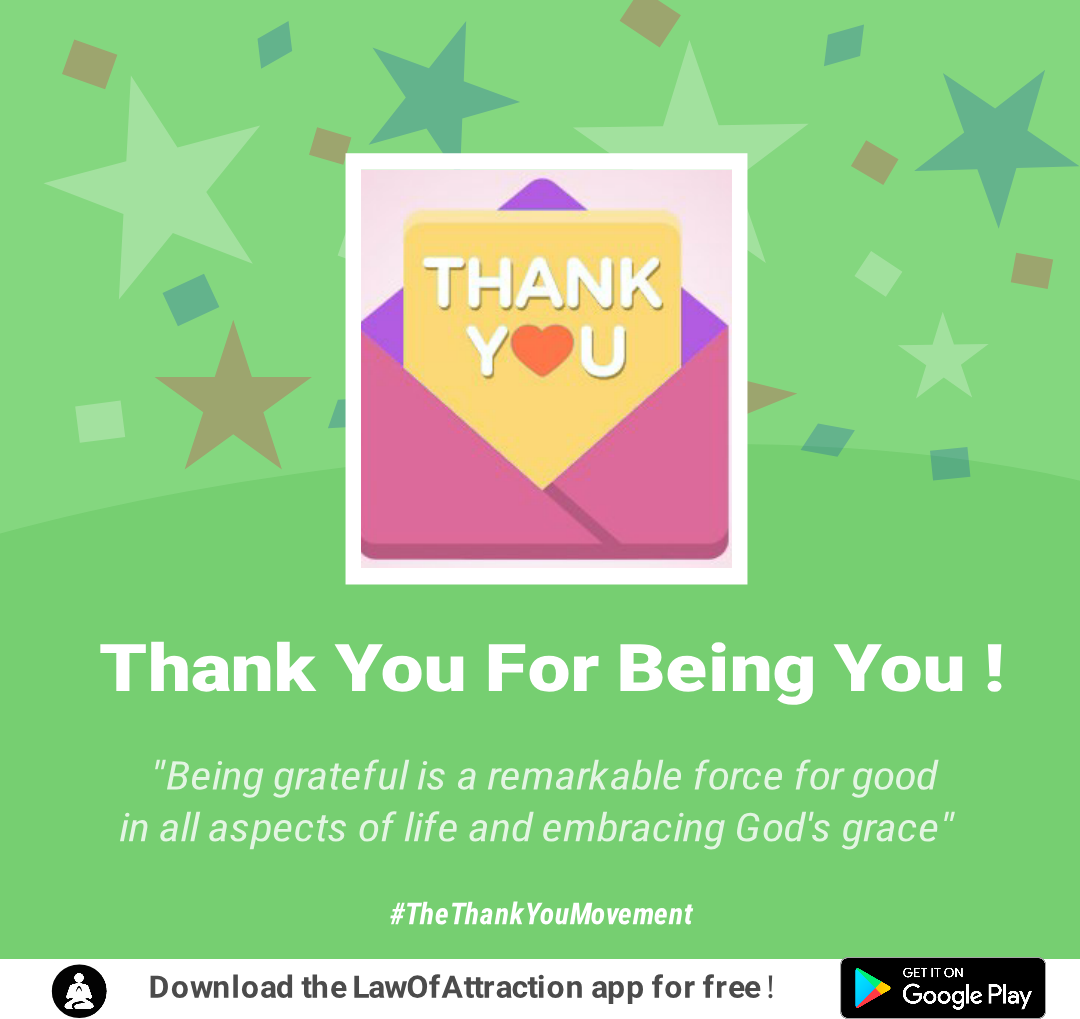 THANK
YOU
Thank You For Being You !
"Being grateful is a remarkable force for good
in all aspects of life and embracing God's grace"
#TheThankYouMovement
Download the LawOfAttraction app for free !
GET IT ON
Google Play